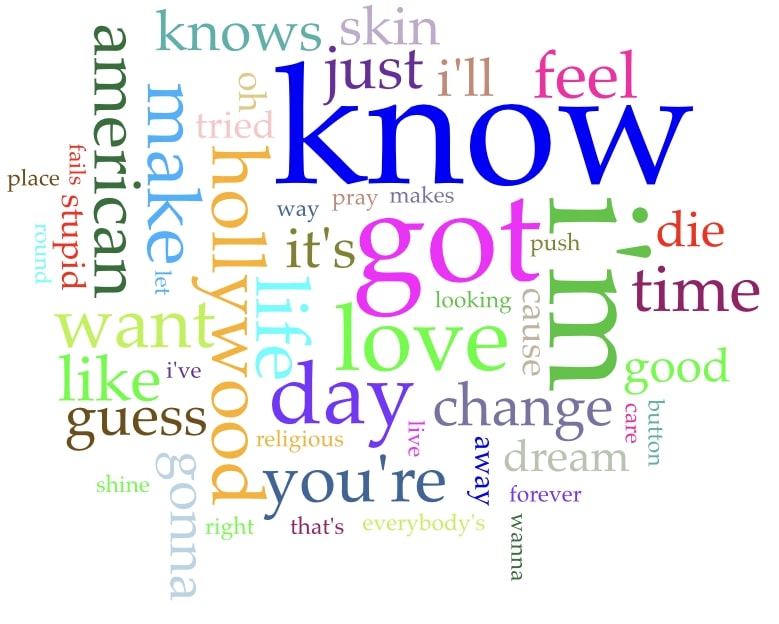 knows
skin
american
just
i'll
feel
know
oh
make
tried
hollywood
fails
place
stupid
round
let
way
pray
makes
it's
got
push
i'm
die
time
looking
cause
life
want
love
good
like
i've
day
guess
change
care
button
religious
live
away
dream
you're
forever
shine
gonna
right
that's
everybody's
wanna